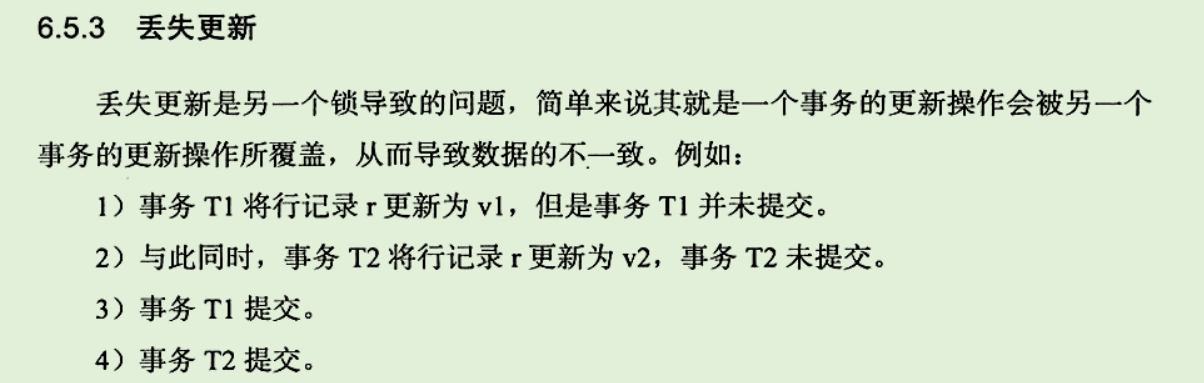 6.5.3 丢失更新
丢失更新是另一个锁导致的问题，简单来说其就是一个事务的更新操作会被另一个
事务的更新操作所覆盖，从而导致数据的不一致。例如：
1）事务 T1 将行记录 r 更新为 v1，但是事务 T1 并未提交。
2）与此同时，事务 T2 将行记录 r 更新为 v2，事务 T2 未提交。
3）事务 T1 提交。
4）事务 T2 提交。